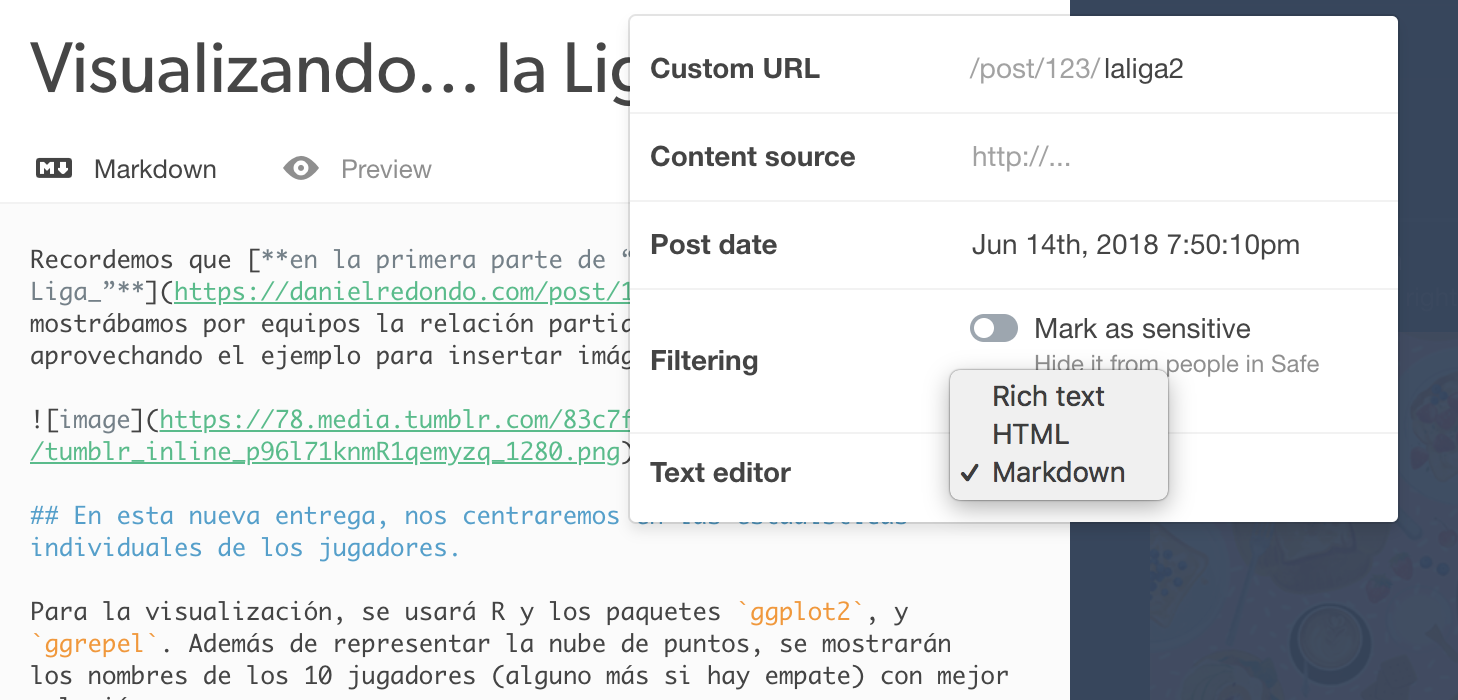 Visualizando... la Lig
Markdown
Preview
Recordemos que [**en la primera parte de “
Liga_”**](https://danielredondo.com/post/1
mostrábamos por equipos la relación partid
aprovechando el ejemplo para insertar imág
![image](https://78.media.tumblr.com/83c7f
/tumblr_inline_p96l71knmR1qemyzq_1280.png)
## En esta nueva entrega, nos centraremos en las estadísticas
individuales de los jugadores.
Para la visualización, se usará R y los paquetes `ggplot2`, y
`ggrepel`. Además de representar la nube de puntos, se mostrarán
los nombres de los 10 jugadores (alguno más si hay empate) con mejor
Custom URL
/post/123/laliga2
Content source
http://...
Post date
Jun 14th, 2018 7:50:10pm
Filtering
Mark as sensitive
Hide it from people in Safe
Text editor
Rich text
HTML
✓ Markdown